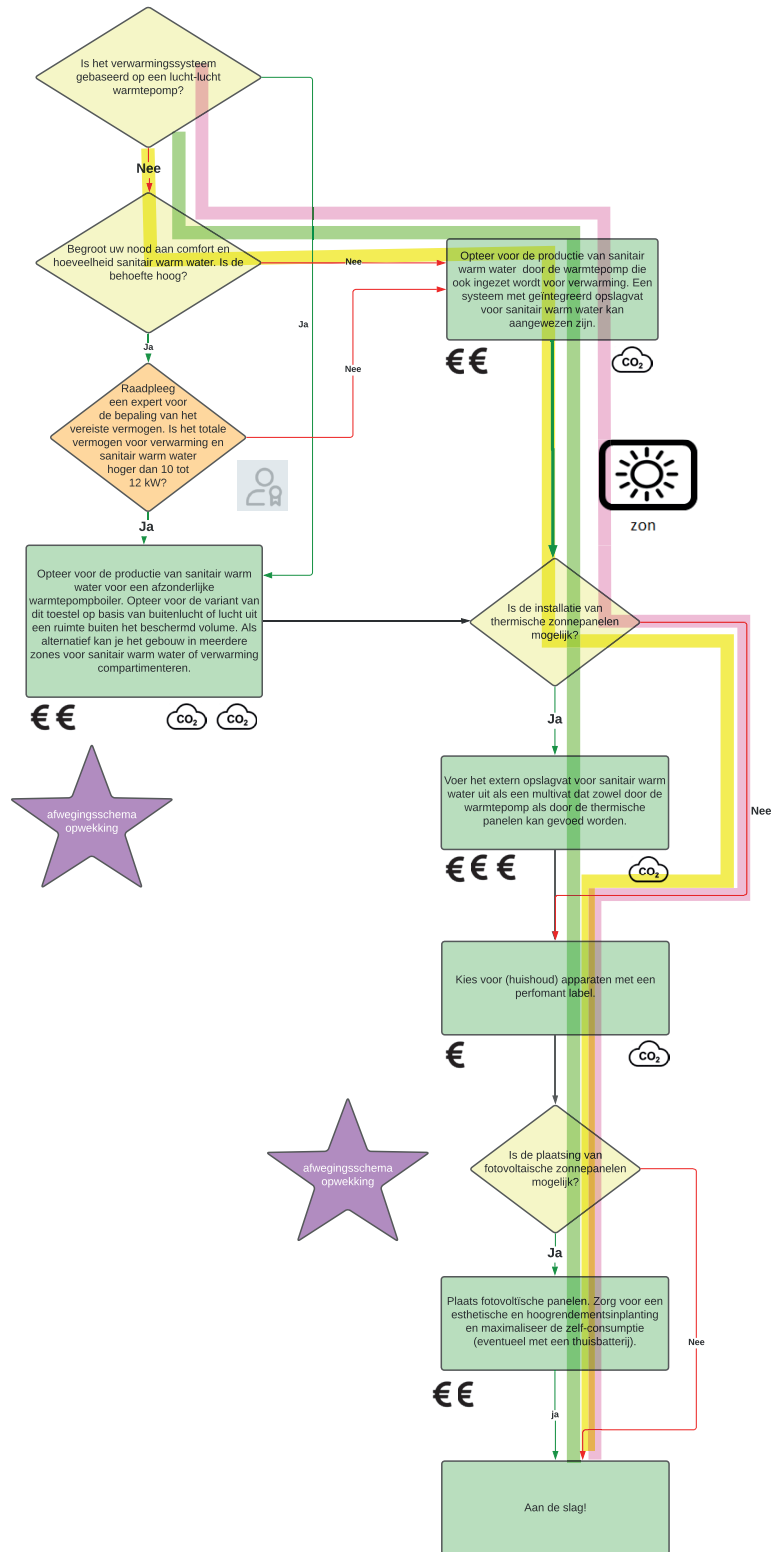 Is het verwarmingssysteem
gebaseerd op een lucht-lucht
warmtepomp?
Nee
Begroot uw nood aan comfort en
hoeveelheid sanitair warm water. Is de
behoefte hoog?
Nee
Opteer voor de productie van sanitair
warm water door de warmtepomp die
ook ingezet wordt voor verwarming. Een
systeem met geïntegreerd opslagvat
voor sanitair warm water kan
aangewezen zijn.
Ja
Ja
€€
CO2
Nee
Raadpleeg
een expert voor
de bepaling van het
vereiste vermogen. Is het totale
vermogen voor verwarming en
sanitair warm water
hoger dan 10 tot
12 kW?
zon
Ja
Opteer voor de productie van sanitair warm
water voor een afzonderlijke
warmtepompboiler. Opteer voor de variant van
dit toestel op basis van buitenlucht of lucht uit
een ruimte buiten het beschermd volume. Als
alternatief kan je het gebouw in meerdere
zones voor sanitair warm water of verwarming
compartimenteren.
Is de installatie van
thermische zonnepanelen
mogelijk?
€€
CO2 CO2
Ja
afwegingsschema
opwekking
Voer het extern opslagvat voor sanitair warm
water uit als een multivat dat zowel door de
warmtepomp als door de thermische
panelen kan gevoed worden.
Nee
€€€
CO2
Kies voor (huishoud) apparaten met een
perfomant label.
€
CO2
afwegingsschema
opwekking
Is de plaatsing van
fotovoltaische zonnepanelen
mogelijk?
Ja
Plaats fotovoltïsche panelen. Zorg voor een
esthetische en hoogrendementsinplanting
en maximaliseer de zelf-consumptie
(eventueel met een thuisbatterij).
Nee
€€
ja
Aan de slag!